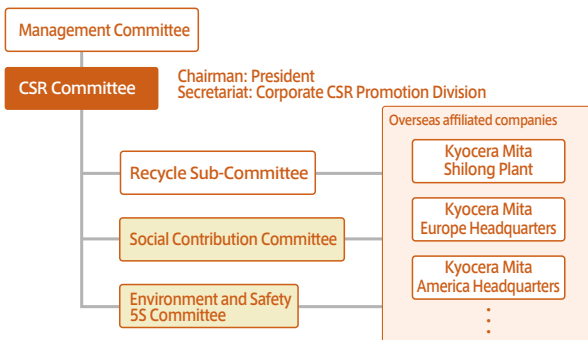 Management Committee
CSR Committee
Chairman: President
Secretariat: Corporate CSR Promotion Division
Overseas affiliated companies
Recycle Sub-Committee
Kyocera Mita
Shilong Plant
Social Contribution Committee
Kyocera Mita
Europe Headquarters
Environment and Safety
5S Committee
Kyocera Mita
America Headquarters